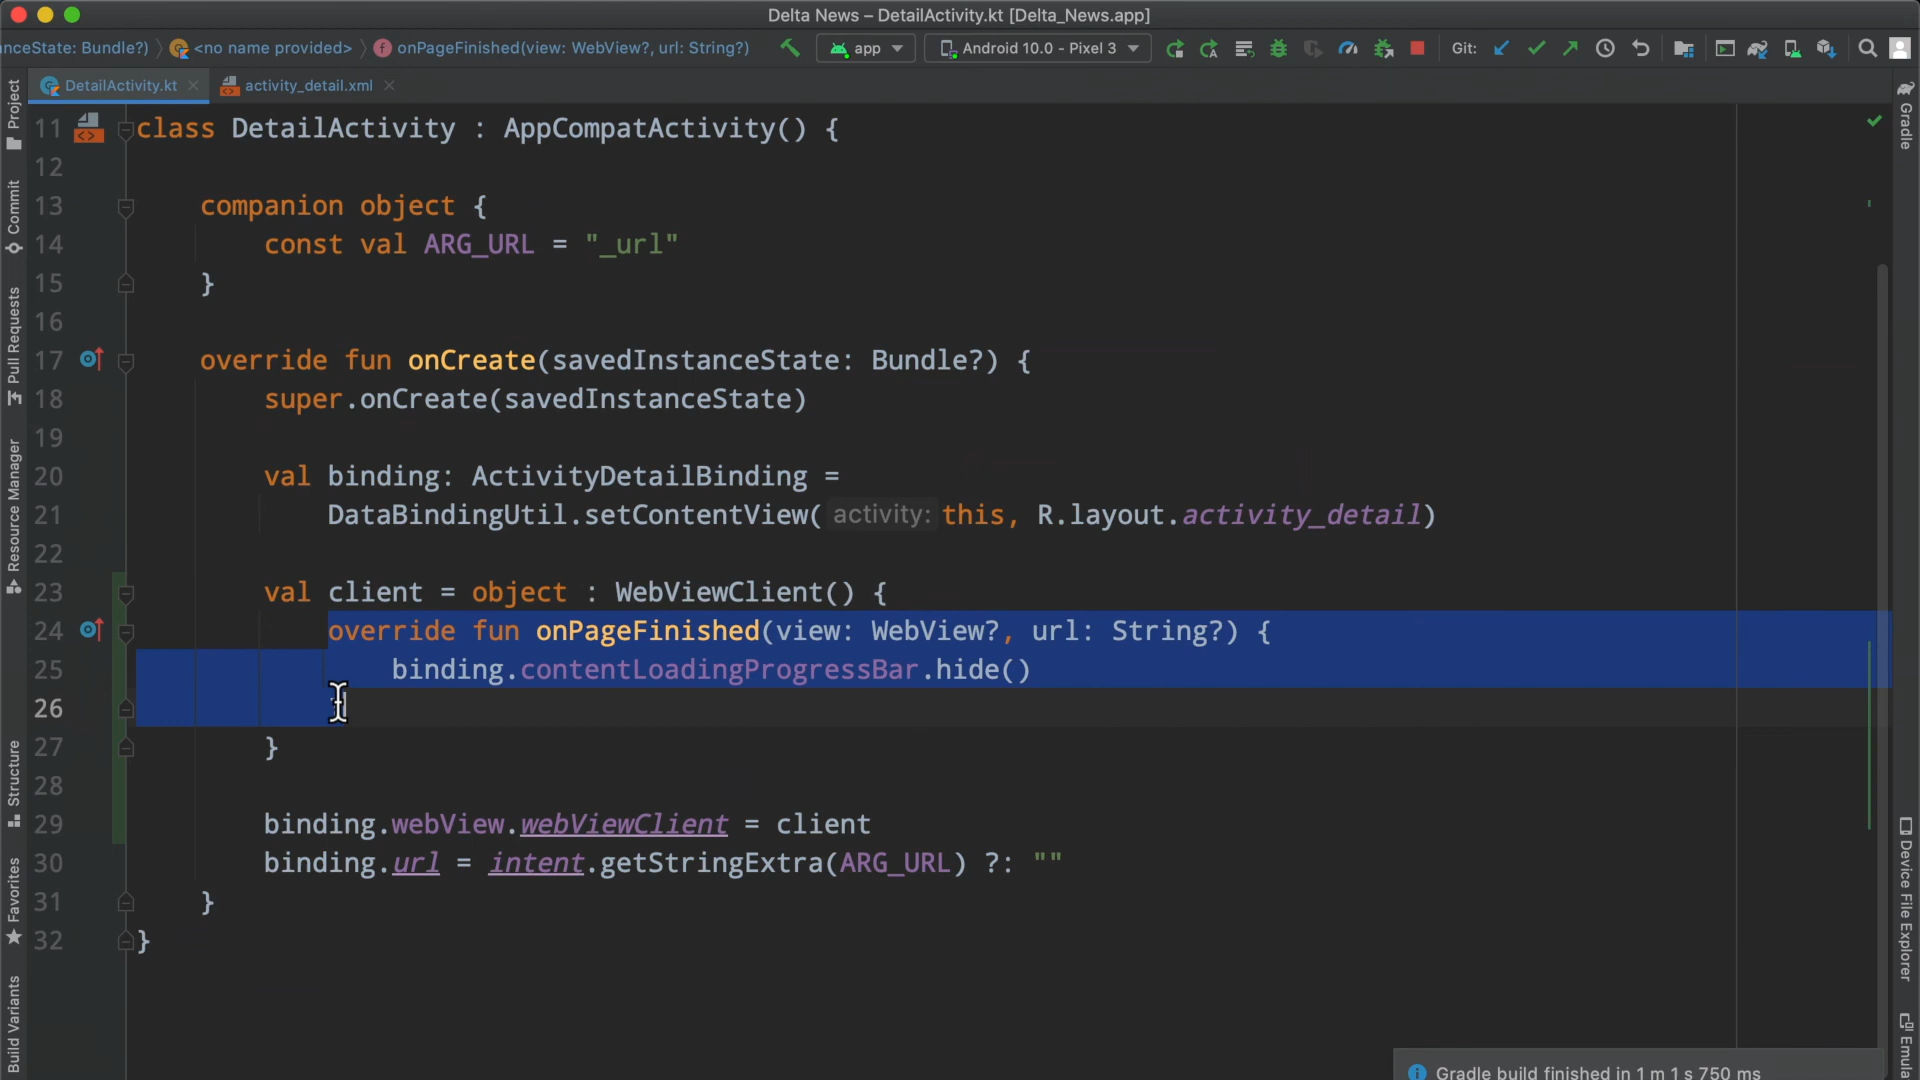 Delta News – DetailActivity.kt [Delta_News.app]
nceState: Bundle?) <no name provided> onPageFinished(view: WebView?, url: String?) app Android 10.0 - Pixel 3 Git:
DetailActivity.kt activity_detail.xml
11 class DetailActivity : AppCompatActivity() {
12
13 companion object {
14 const val ARG_URL = "_url"
15 }
16
17 override fun onCreate(savedInstanceState: Bundle?) {
18 super.onCreate(savedInstanceState)
19
20 val binding: ActivityDetailBinding =
21 DataBindingUtil.setContentView( activity: this, R.layout.activity_detail)
22
23 val client = object : WebViewClient() {
24 override fun onPageFinished(view: WebView?, url: String?) {
25 binding.contentLoadingProgressBar.hide()
26
27 }
28
29 binding.webView.webViewClient = client
30 binding.url = intent.getStringExtra(ARG_URL) ?: ""
31 }
32 }
Project
Commit
Pull Requests
Resource Manager
Structure
Favorites
Build Variants
Gradle
Device File Explorer
Emula
Gradle build finished in 1 m 1 s 750 ms